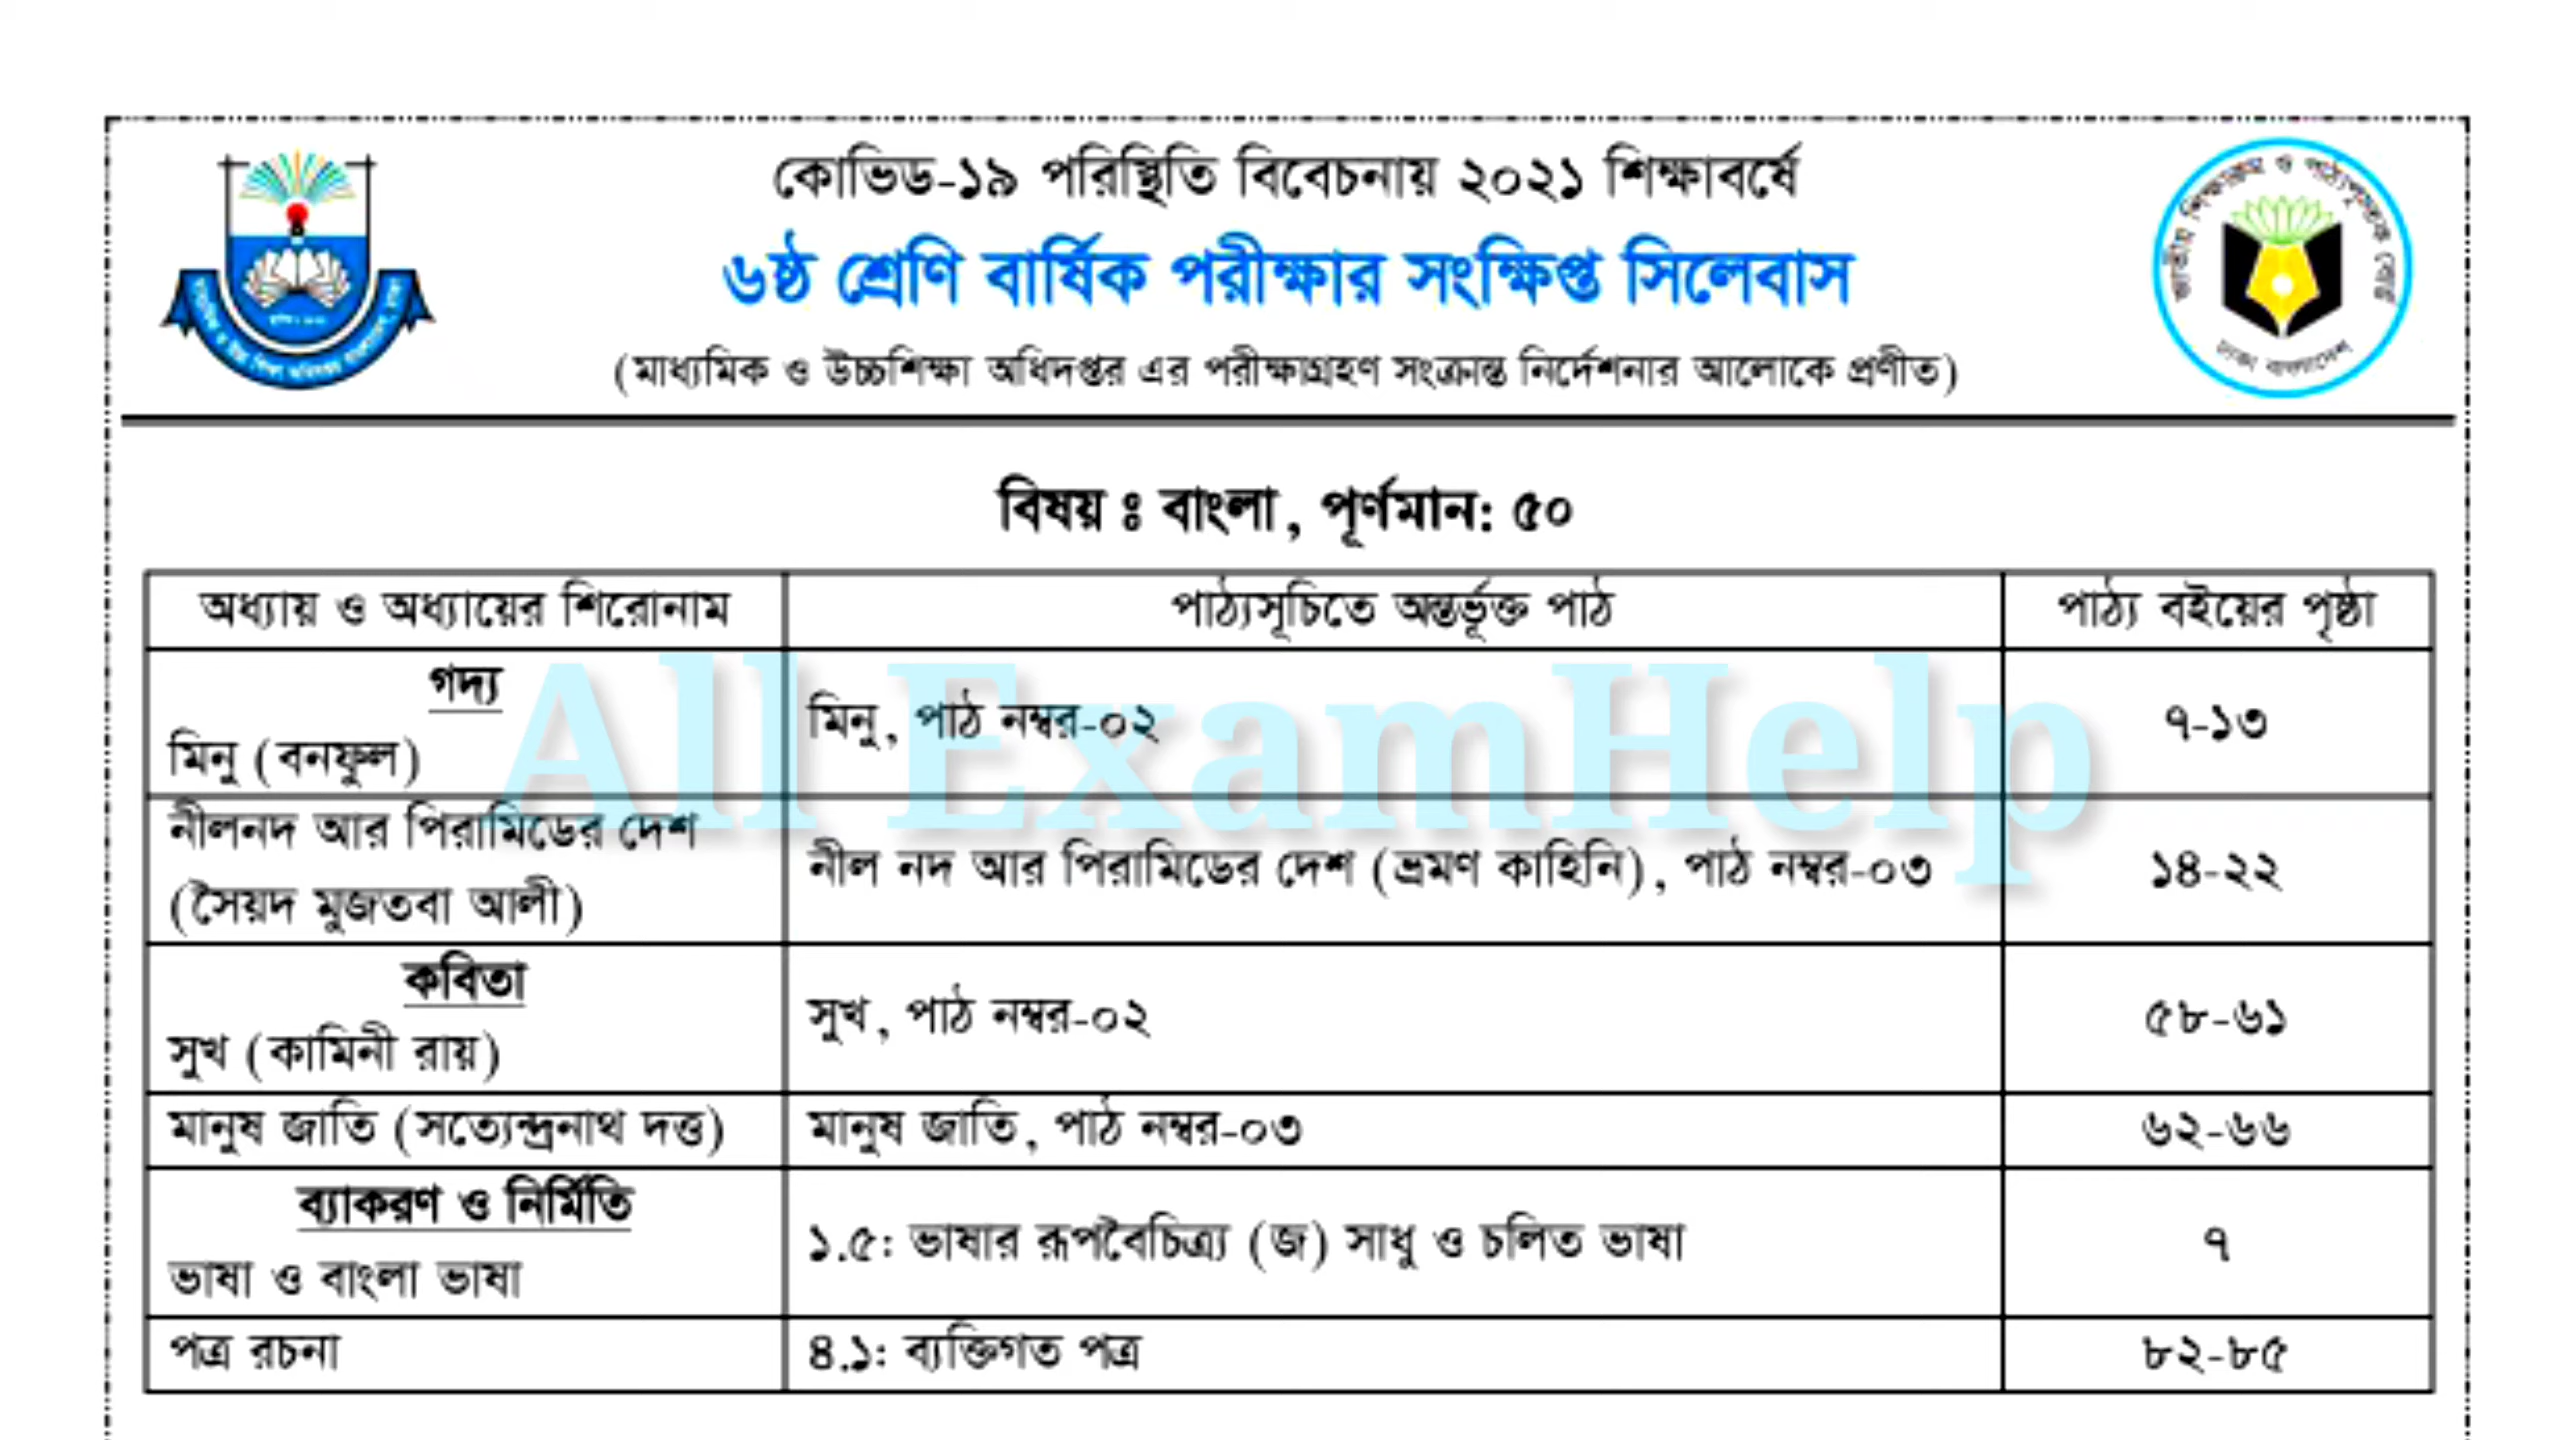 কোভিড-১৯ পরিস্থিতি বিবেচনায় ২০২১ শিক্ষাবর্ষে
৬ষ্ঠ শ্রেণি বার্ষিক পরীক্ষার সংক্ষিপ্ত সিলেবাস
(মাধ্যমিক ও উচ্চশিক্ষা অধিদপ্তর এর পরীক্ষাগ্রহণ সংক্রান্ত নির্দেশনার আলোকে প্রণীত)
জাতীয় শিক্ষাক্রম ও পাঠ্যপুস্তক বোর্ড
ঢাকা বাংলাদেশ
বিষয় ঃ বাংলা, পূর্ণমান: ৫০
অধ্যায় ও অধ্যায়ের শিরোনাম পাঠ্যসূচিতে অন্তর্ভূক্ত পাঠ পাঠ্য বইয়ের পৃষ্ঠা
গদ্য
মিনু (বনফুল) মিনু, পাঠ নম্বর-০২ ৭-১৩
নীলনদ আর পিরামিডের দেশ
(সৈয়দ মুজতবা আলী) নীল নদ আর পিরামিডের দেশ (ভ্রমণ কাহিনি), পাঠ নম্বর-০৩ ১৪-২২
কবিতা
সুখ (কামিনী রায়) সুখ, পাঠ নম্বর-০২ ৫৮-৬১
মানুষ জাতি (সত্যেন্দ্রনাথ দত্ত) মানুষ জাতি, পাঠ নম্বর-০৩ ৬২-৬৬
ব্যাকরণ ও নির্মিতি
ভাষা ও বাংলা ভাষা ১.৫: ভাষার রূপবৈচিত্র্য (জ) সাধু ও চলিত ভাষা ৭
পত্র রচনা ৪.১: ব্যক্তিগত পত্র ৮২-৮৫
All ExamHelp